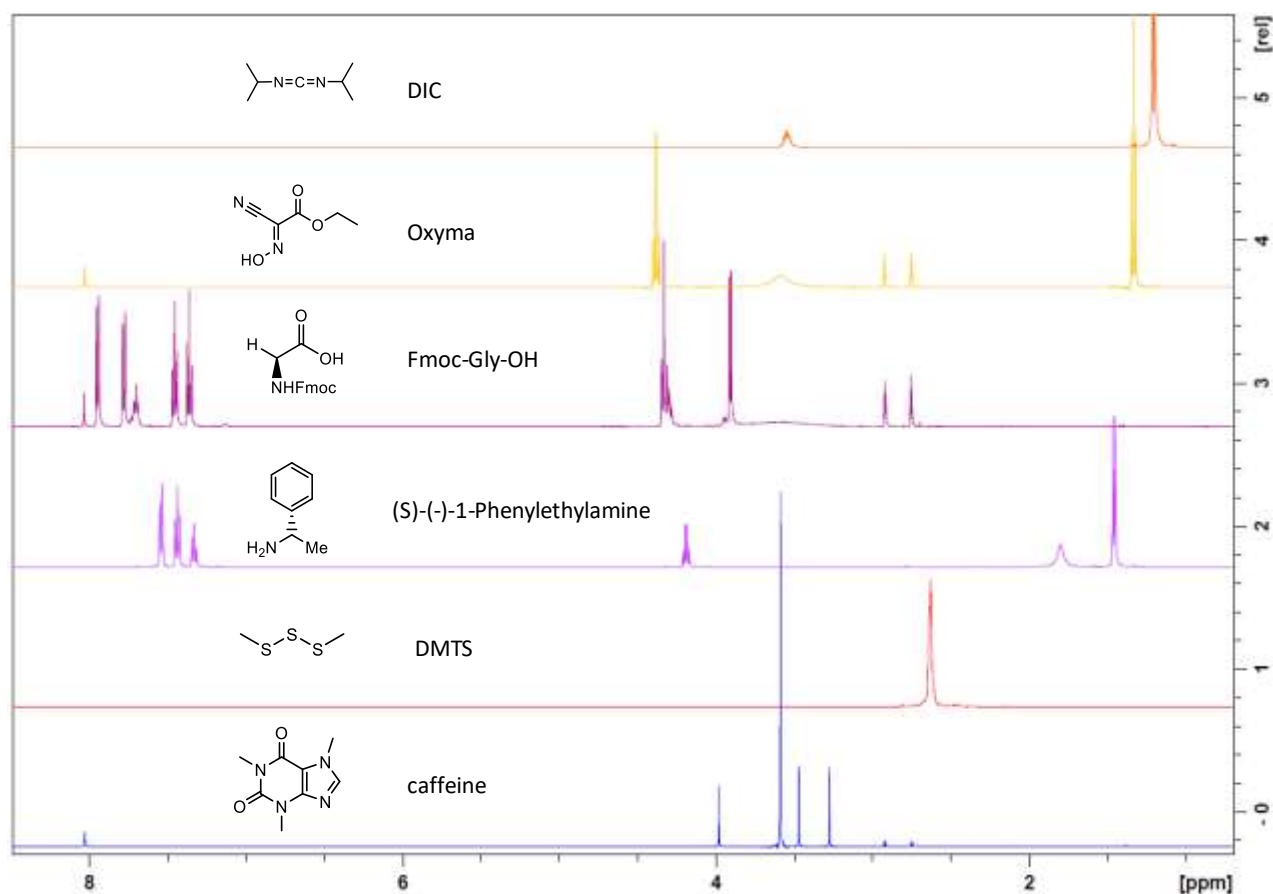 [rel]
N=C=N
DIC
5
N
O
O
N
HO
Oxyma
4
O
H
OH
NHFmoc
Fmoc-Gly-OH
3
H2N
Me
(S)-(-)-1-Phenylethylamine
2
S
S
S
DMTS
1
O
N
N
O
N
N
caffeine
0
8
6
4
2
[ppm]